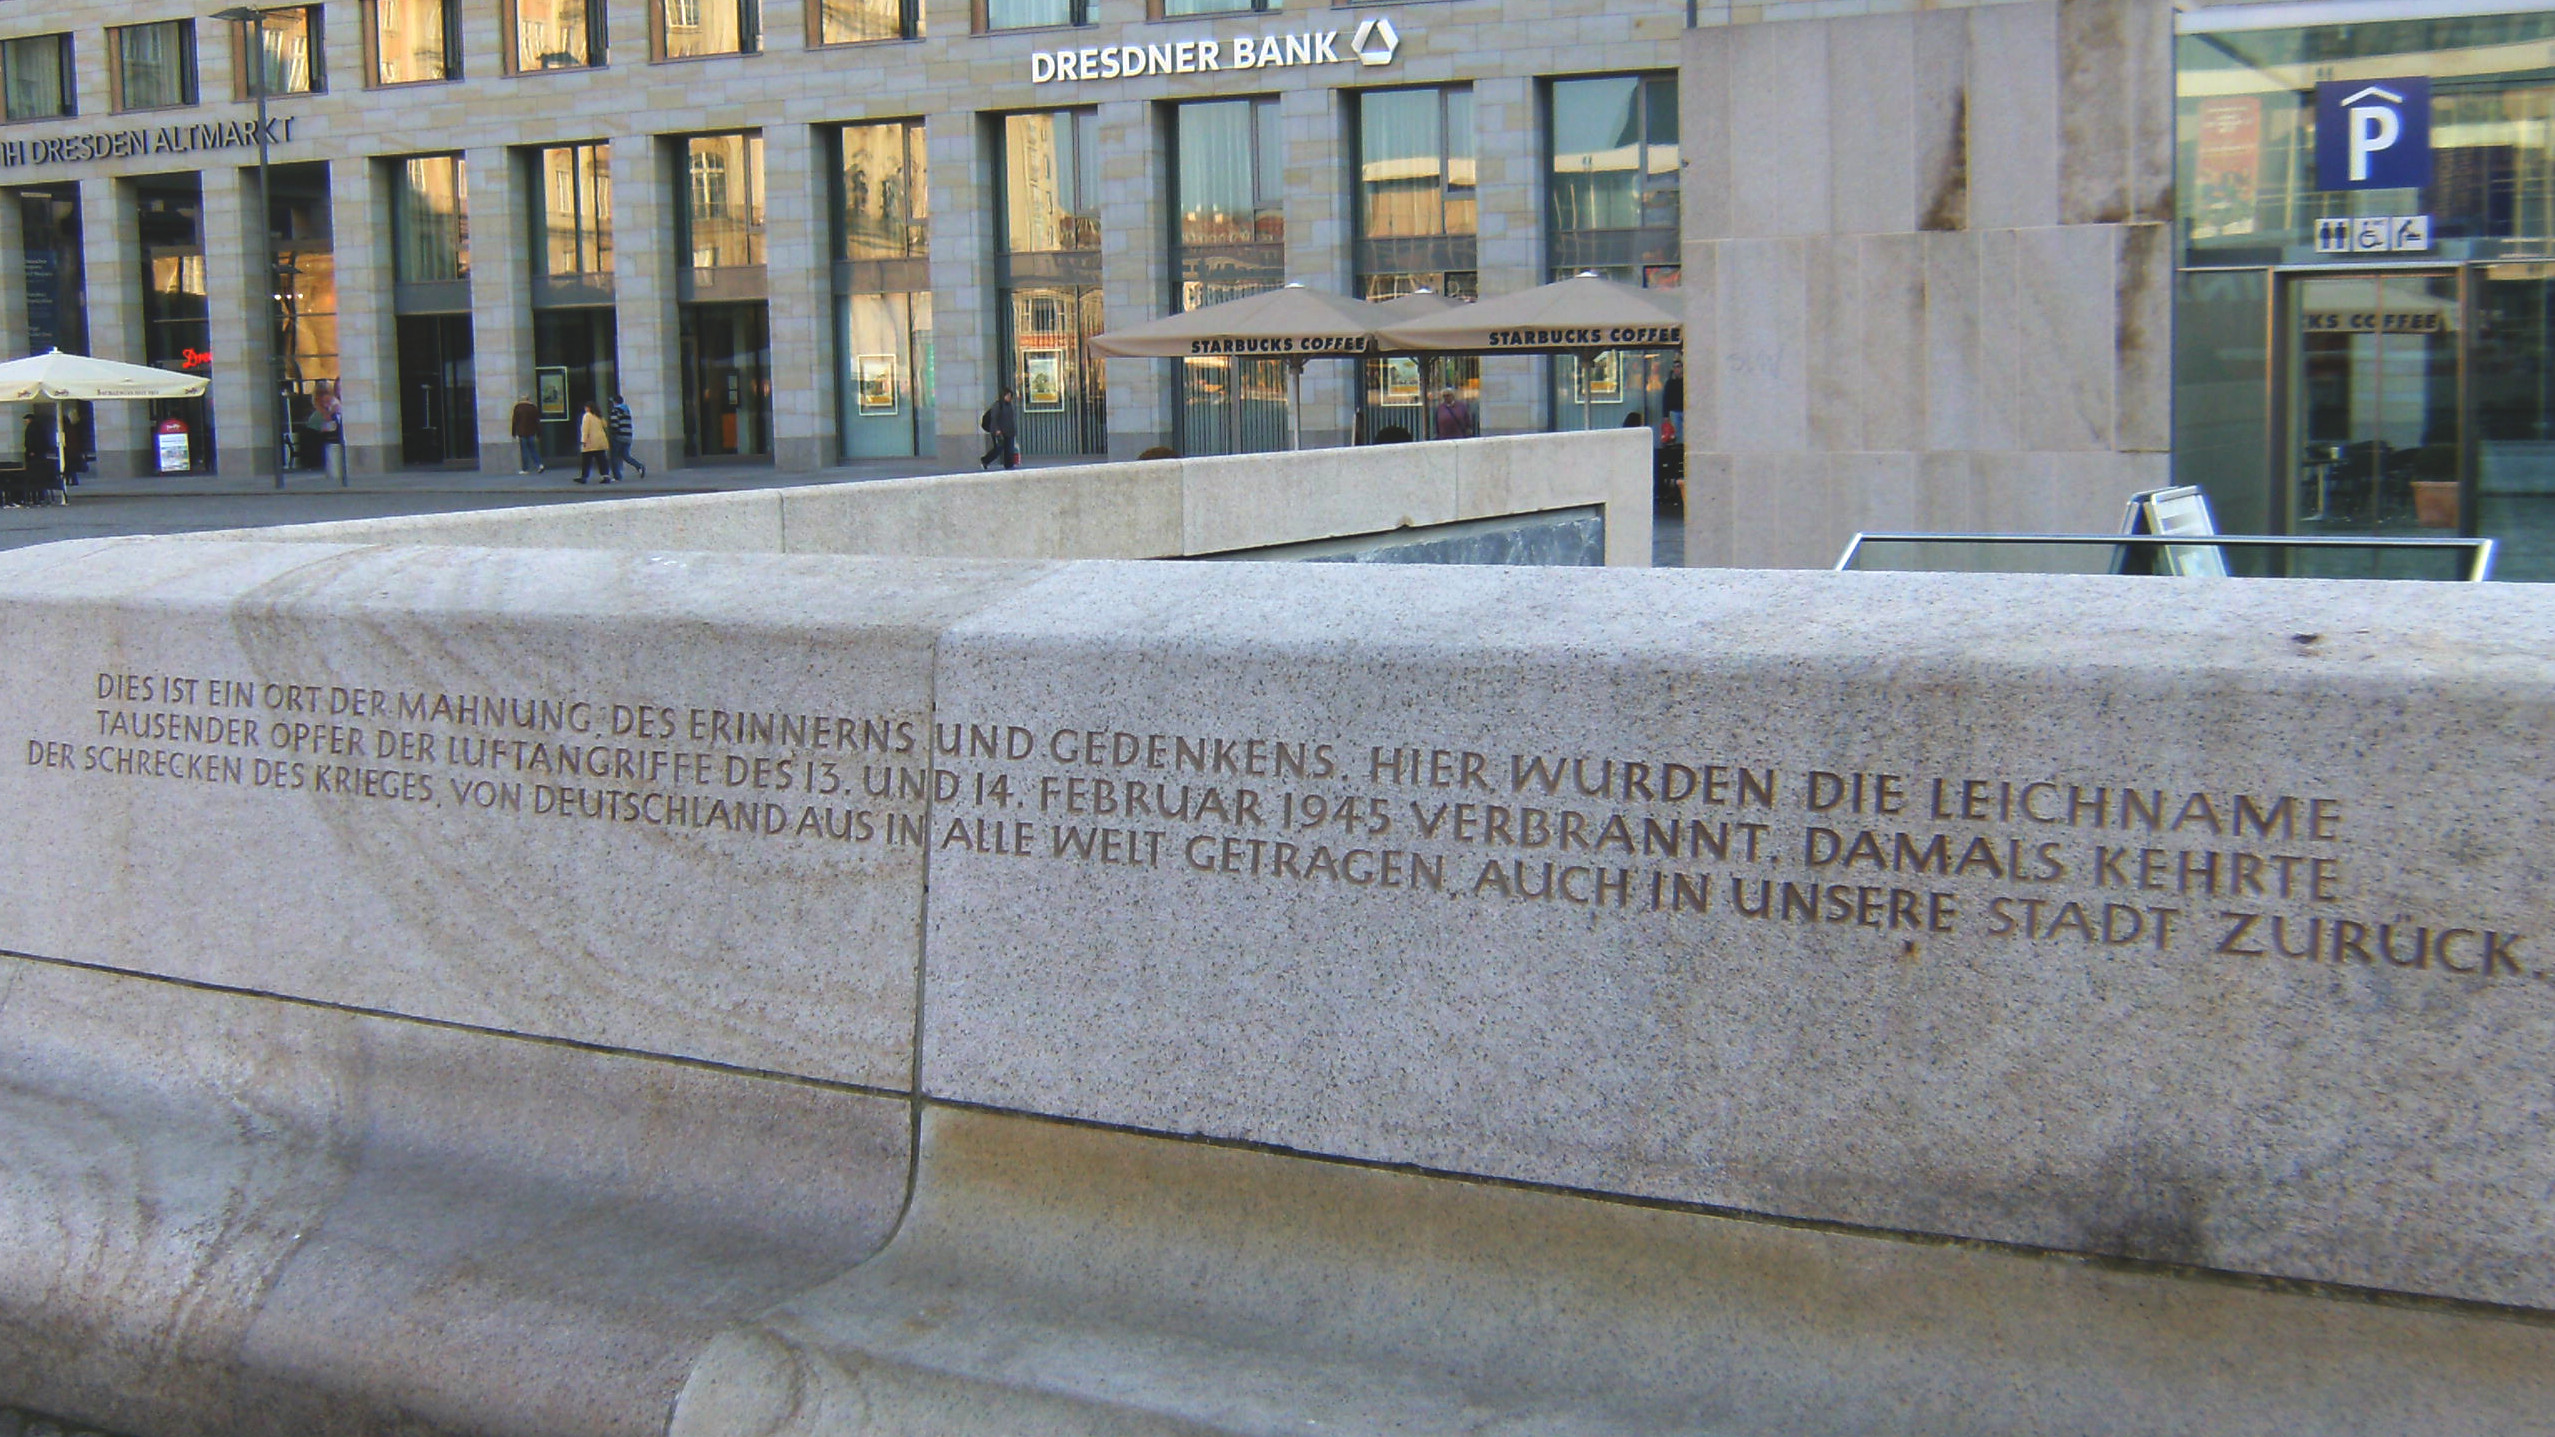 DRESDNER BANK
NH DRESDEN ALTMARKT
P
STARBUCKS COFFEE
STARBUCKS COFFEE
KS COFFEE
Dre
DIES IST EIN ORT DER MAHNUNG, DES ERINNERNS UND GEDENKENS. HIER WURDEN DIE LEICHNAME
TAUSENDER OPFER DER LUFTANGRIFFE DES 13. UND 14. FEBRUAR 1945 VERBRANNT. DAMALS KEHRTE
DER SCHRECKEN DES KRIEGES, VON DEUTSCHLAND AUS IN ALLE WELT GETRAGEN, AUCH IN UNSERE STADT ZURÜCK.